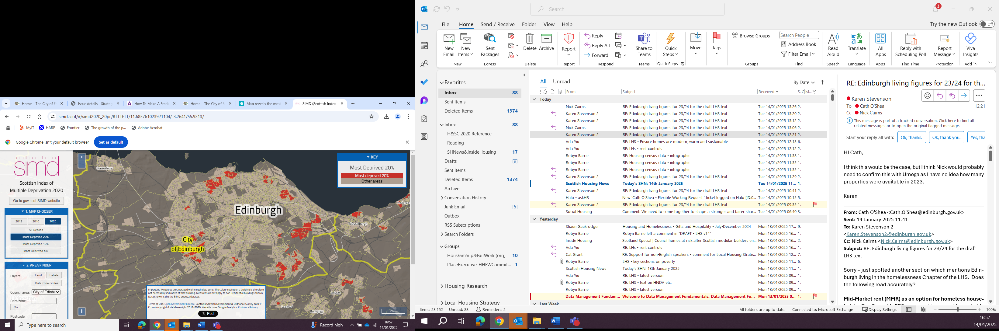 Home – The City of E
Issue details - Strateg
How To Make A Stack
Home – The City of E
Map reveals the most
SIMD (Scottish Index
simd.scot/#/simd2020_20pc/BTTTFTT/11.685761023921104/-3.2641/55.9313/
MyIT
HARP
Frontier
The growth of the p...
Adobe Acrobat
Google Chrome isn't your default browser
Set as default
simd
Scottish Index of
Multiple Deprivation 2020
Go to gov.scot SIMD website
1. MAP CHOOSER
2012 2016 2020
All Deciles
Most Deprived 20%
Most Deprived 10%
Most Deprived 5%
2. AREA FINDER
Layers: Land Labels
Data zone circles
Council area: City of Edinbu
Data zone:
Go
Postcode:
+
−
Queensferry
Edinburgh
City
of Edinburgh
Musselburgh
Prestonpan
Dalkeith
Loanhead
Bonnyrigg
KEY
Most Deprived 20%
Most deprived 20%
Other areas
Important: Measures are averaged within each data zone. The colour coding on a building is therefore
not necessarily indicative of that building. Measures do not apply to non-residential buildings shown.
Data shown is the the SIMD 2020v2 dataset.
Terms of Use: Open Government Licence. Contains Scottish Government & Ordnance Survey data ©
Crown copyright & database right 2012-2020. Website uses Google Analytics. Cookies - Privacy.
X Post
i
2 km
Type here to search
Record high
16:57
14/01/2025
Search
3
File Home Send / Receive Folder View Help
Try the new Outlook Off
New
Email
New
Items
New
Sent
Packages
Egress
Delete
Archive
Delete
Report
Report
Reply
Reply All
Forward
Respond
Share to
Teams
Teams
Quick
Steps
Quick Steps
Move
Tags
Browse Groups
Groups
Search People
Address Book
Filter Email
Find
Read
Aloud
Speech
Translate
Language
All
Apps
Apps
Reply with
Scheduling Poll
Find Time
Report
Message
Protection
Viva
Insights
Add-in
Favorites
Inbox 88
Sent Items
Deleted Items 1374
Inbox 88
H&SC 2020 Reference
Reading
SHNews&InsideHousing 17
Drafts [9]
Sent Items
Deleted Items 1374
Archive
Conversation History
Junk Email [5]
Outbox
RSS Subscriptions
Search Folders
Groups
HousFamSup&FairWork (org) 10
PlaceExecutive-HHFWCommit... 1
Housing Research
Local Housing Strategy
All Unread
By Date
From Subject Received S. C M...
Today
Nick Cairns RE: Edinburgh living figures for 23/24 for the draft LHS text Tue 14/01/2025 13:26 2.
Karen Stevenson 2 RE: Edinburgh living figures for 23/24 for the draft LHS text Tue 14/01/2025 13:20 2.
Karen Stevenson 2 RE: Edinburgh living figures for 23/24 for the draft LHS text Tue 14/01/2025 13:12 2.
Nick Cairns RE: Edinburgh living figures for 23/24 for the draft LHS text Tue 14/01/2025 13:06 2.
Karen Stevenson 2 RE: Edinburgh living figures for 23/24 for the draft LHS text Tue 14/01/2025 12:21 2.
Ada Yiu RE: LHS - Ensure homes are modern, warm and sustainable Tue 14/01/2025 12:13 6.
Ada Yiu RE: LHs - rent controls Tue 14/01/2025 12:12 2.
Robyn Barrie RE: Housing census data - infographic Tue 14/01/2025 11:38 1.
Robyn Barrie RE: Housing census data - infographic Tue 14/01/2025 11:35 1.
Robyn Barrie RE: Housing census data - infographic Tue 14/01/2025 11:35 1.
Karen Stevenson 2 RE: Edinburgh living figures for 23/24 for the draft LHS text Tue 14/01/2025 11:29 2.
Scottish Housing News Today's SHN: 14th January 2025 Tue 14/01/2025 11... 1.
Karen Stevenson 2 RE: Edinburgh living figures for 23/24 for the draft LHS text Tue 14/01/2025 10:41 2.
Halo - askHR New 'Cath O'Shea - Flexible Working Request ' ticket logged on Halo [ID:0... Tue 14/01/2025 10:15 5.
Karen Stevenson 2 RE: Edinburgh living figures for 23/24 for the draft LHS text Tue 14/01/2025 09:35 1.
Social Housing Comment: We need to come together to shape a stronger and fairer shar... Tue 14/01/2025 06:40 3.
Yesterday
Shaun Gaukrodger Housing and Homelessness - Gifts and Hospitality - July-December 2024 Mon 13/01/2025 17... 9.
Robyn Barrie Robyn Barrie left a comment in "DRAFT - LHS v14" Mon 13/01/2025 16... 1.
Inside Housing Scotland Special | Council homes at risk after Scottish modular builders en... Mon 13/01/2025 16... 2.
Ada Yiu RE: LHs - rent controls Mon 13/01/2025 16... 1.
Cat Grant RE: Support for non-English speakers - comment for Local Housing Strate... Mon 13/01/2025 12... 7.
Robyn Barrie LHS - key sections on poverty Mon 13/01/2025 11... 6.
Scottish Housing News Today's SHN: 13th January 2025 Mon 13/01/2025 11... 1.
Ada Yiu RE: LHS - latest version Mon 13/01/2025 09... 1.
Robyn Barrie RE: LHS - text on HNDA etc. Mon 13/01/2025 09... 1.
Robyn Barrie RE: LHS - latest version Mon 13/01/2025 09... 1.
Data Management Fundam... Welcome to Data Management Fundamentals: Data Management Fu... Mon 13/01/2025 0... 1.
Last Week
RE: Edinburgh living figures for 23/24 for th...
Karen Stevenson
To Cath O'Shea 12:21
Cc Nick Cairns
This message is part of a tracked conversation. Click here to find all
related messages or to open the original flagged message.
Start your reply all with: Ok, thanks. Ok, thank you. Yes, tha
HI Cath,
I think this would be the case, but I think Nick would probably
need to confirm this with Umega as I have no idea how many
properties were available in 2023.
Karen
From: Cath O'Shea <Cath.O'Shea@edinburgh.gov.uk>
Sent: 14 January 2025 11:41
To: Karen Stevenson 2
<Karen.Stevenson2@edinburgh.gov.uk>
Cc: Nick Cairns <Nick.Cairns@edinburgh.gov.uk>
Subject: RE: Edinburgh living figures for 23/24 for the draft
LHS text
Sorry – just spotted another section which mentions Edin-
burgh living in the homelessness Chapter of the LHS. Does
the following read accurately?
Mid-Market rent (MMR) as an option for homeless house-
Items: 23,152 Unread: 88 Reminders: 2
All folders are up to date. Connected to: Microsoft Exchange Display Settings 100%
16:57
14/01/2025